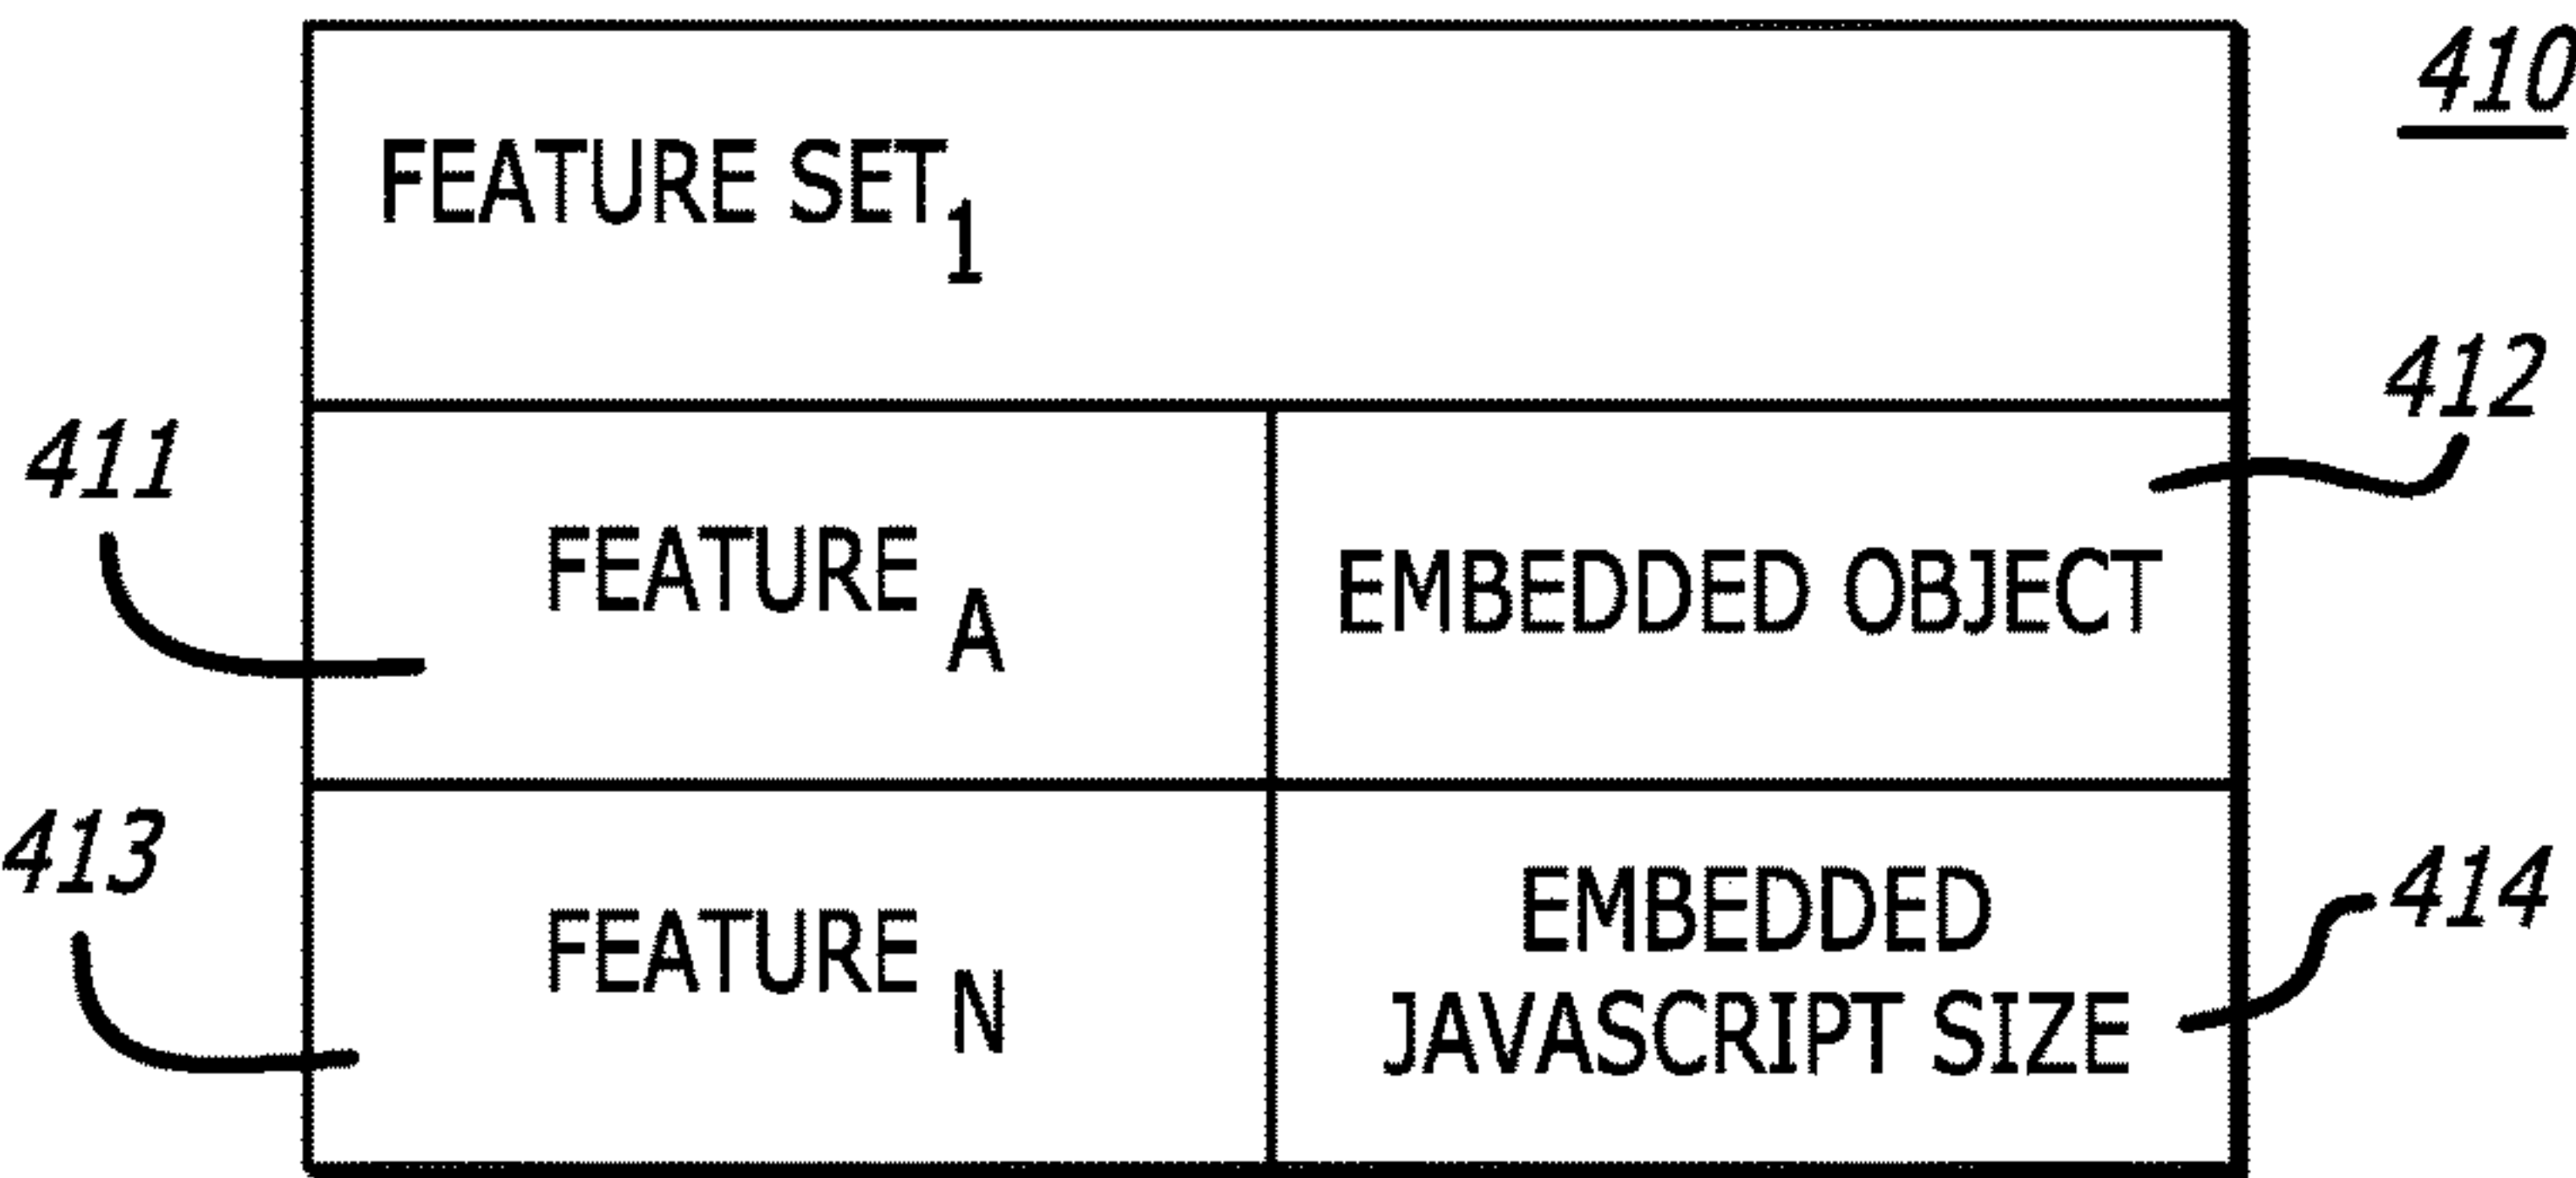 410
FEATURE SET1
412
411
FEATURE A
EMBEDDED OBJECT
413
FEATURE N
EMBEDDED
JAVASCRIPT SIZE
414